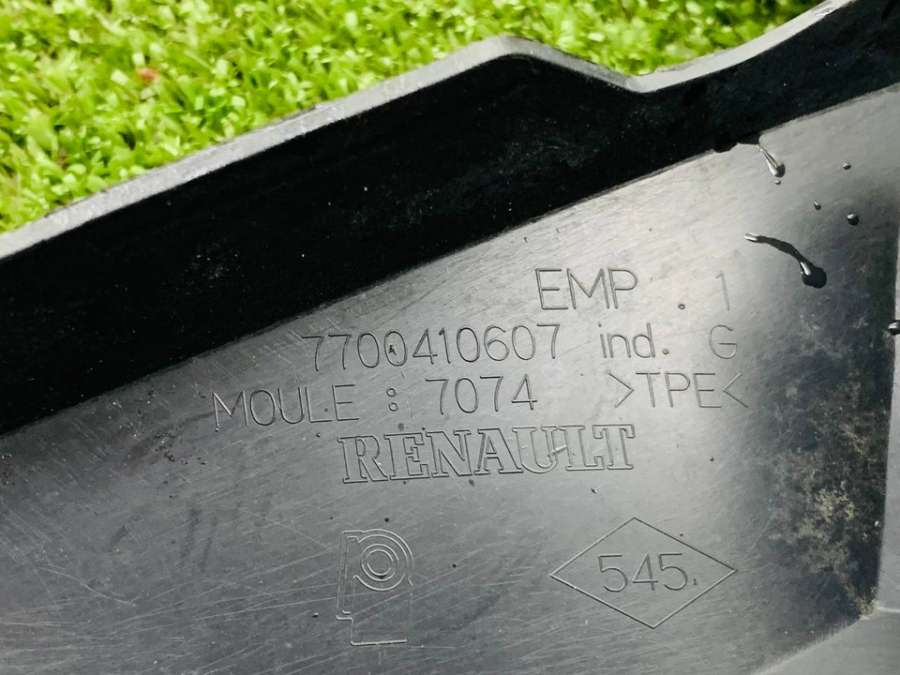 EMP . 1
7700410607 ind. G
MOULE : 7074 >TPE<
RENAULT
545